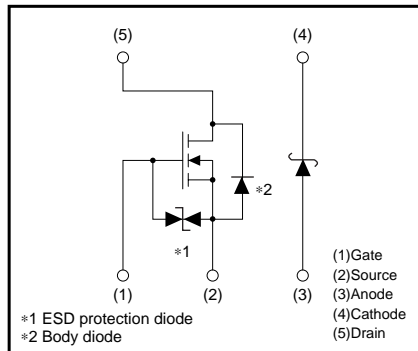 (5)
(4)
∗2
∗1
(1)
(2)
(3)
(1)Gate
(2)Source
(3)Anode
(4)Cathode
(5)Drain
∗1 ESD protection diode
∗2 Body diode